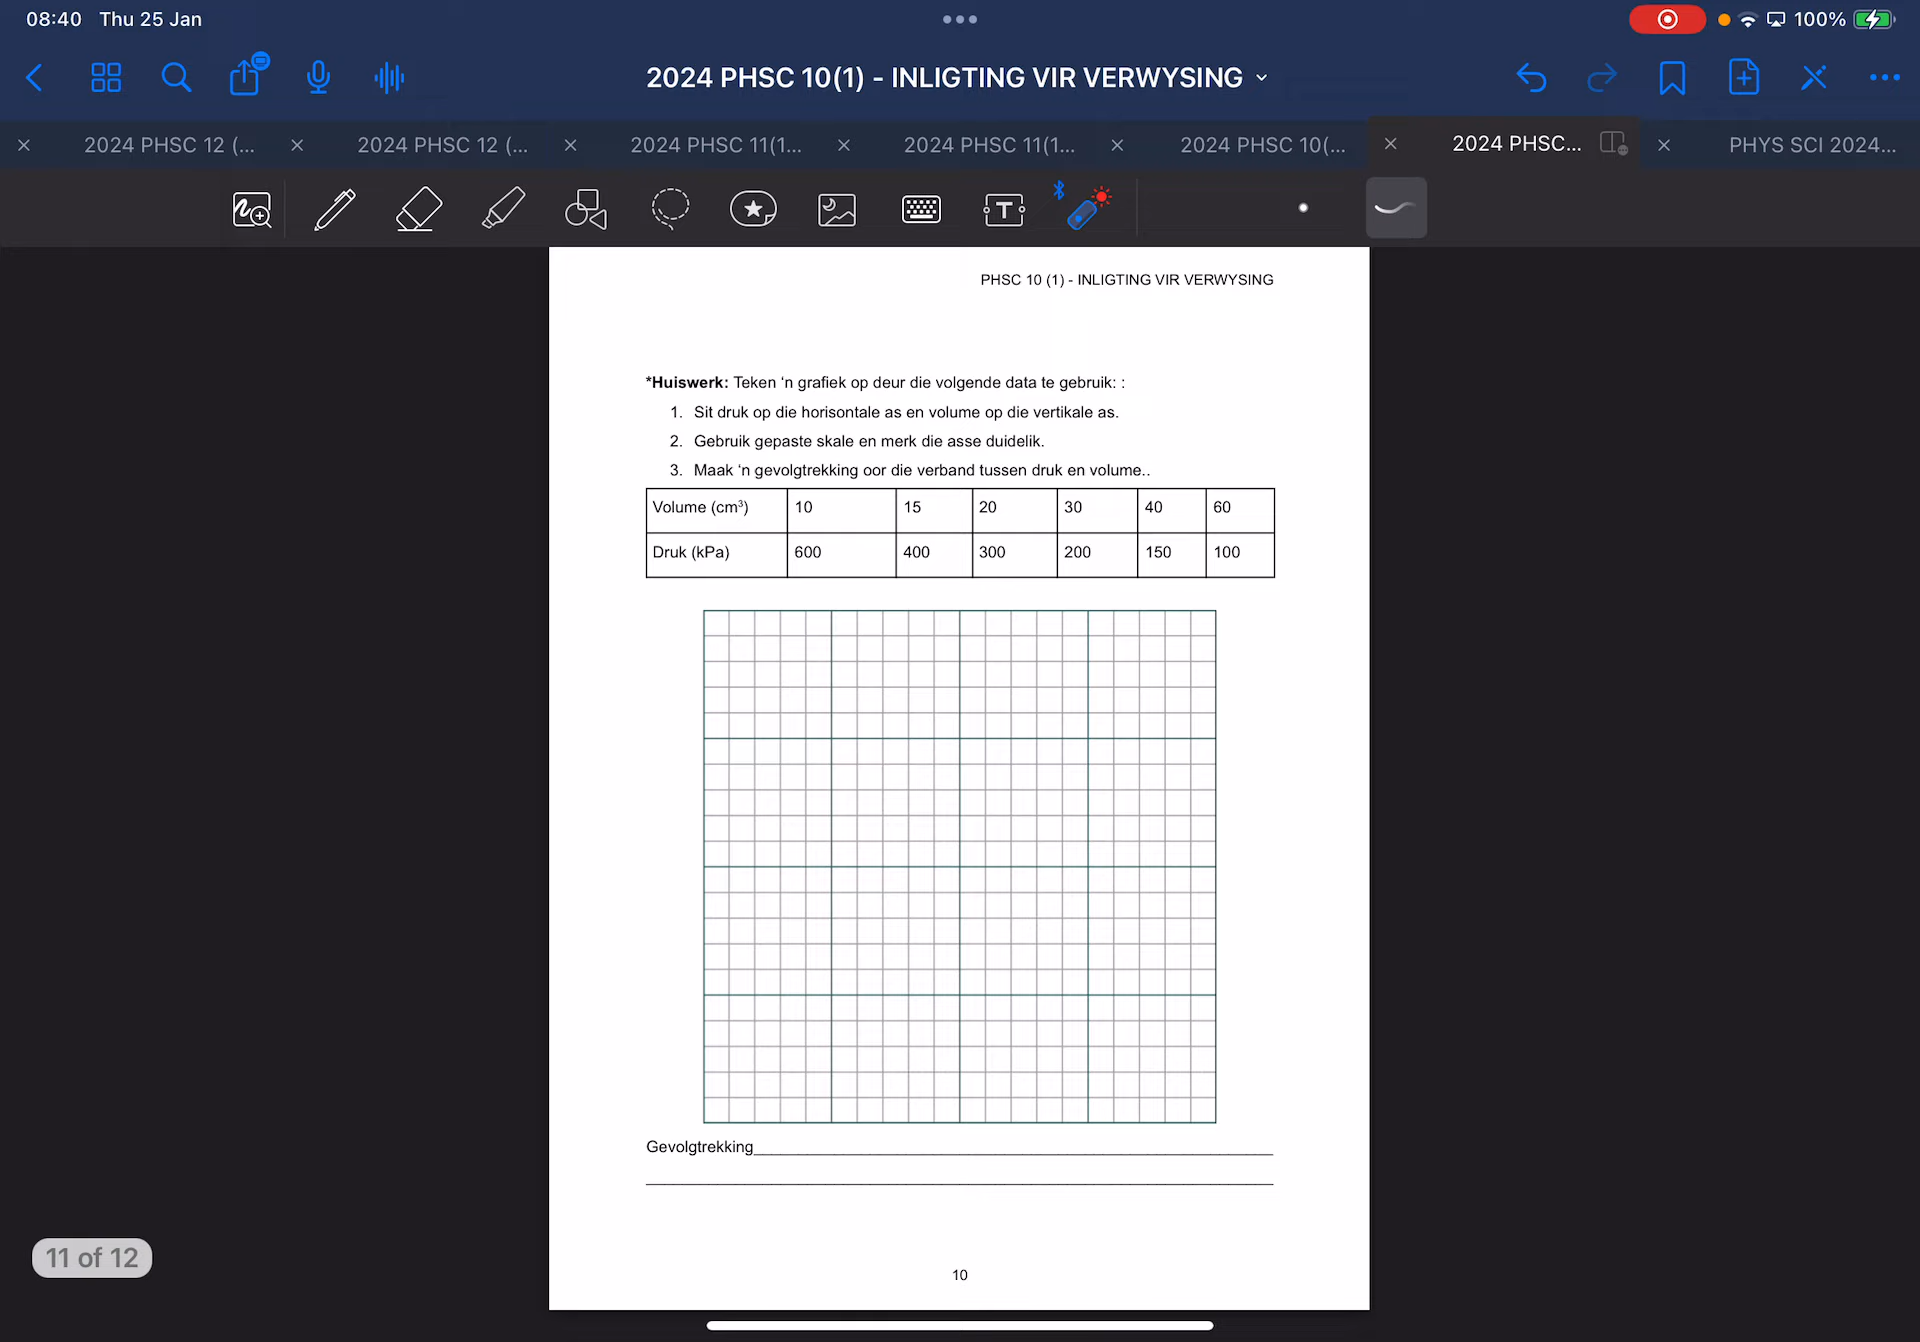 08:40 Thu 25 Jan
100%
2024 PHSC 10(1) - INLIGTING VIR VERWYSING
2024 PHSC 12 (...
2024 PHSC 12 (...
2024 PHSC 11(1...
2024 PHSC 11(1...
2024 PHSC 10(...
2024 PHSC...
PHYS SCI 2024...
PHSC 10 (1) - INLIGTING VIR VERWYSING
*Huiswerk: Teken ‘n grafiek op deur die volgende data te gebruik: :
1. Sit druk op die horisontale as en volume op die vertikale as.
2. Gebruik gepaste skale en merk die asse duidelik.
3. Maak ‘n gevolgtrekking oor die verband tussen druk en volume..
Volume (cm³) 10 15 20 30 40 60
Druk (kPa) 600 400 300 200 150 100
Gevolgtrekking
11 of 12
10